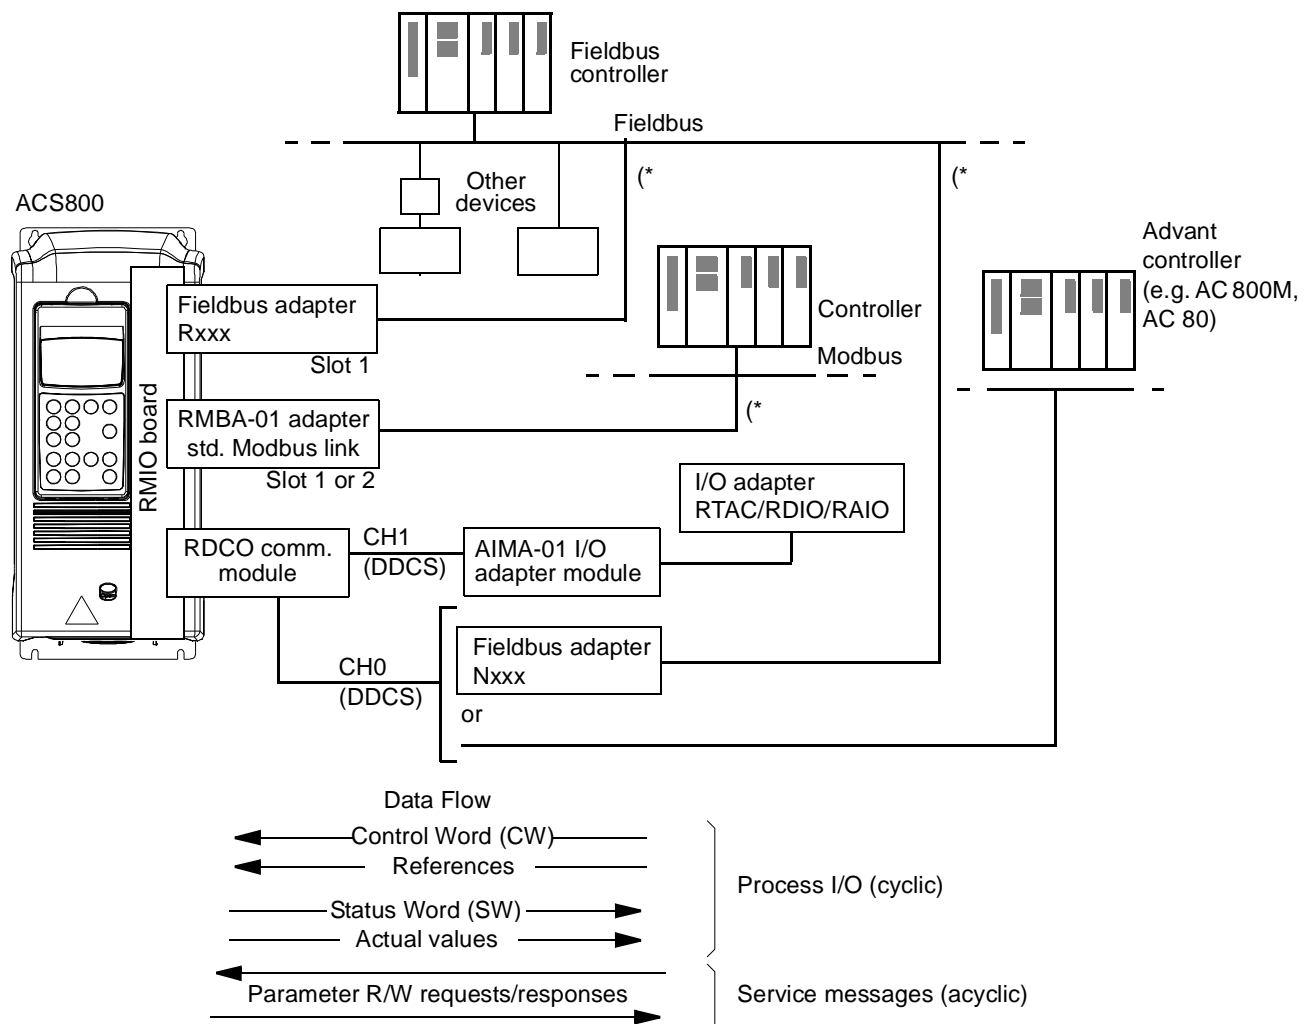 Fieldbus
controller
Fieldbus
(*
(*
Other
devices
ACS800
Advant
controller
(e.g. AC 800M,
AC 80)
Fieldbus adapter
Rxxx
Slot 1
Controller
Modbus
(*
RMIO board
RMBA-01 adapter
std. Modbus link
Slot 1 or 2
I/O adapter
RTAC/RDIO/RAIO
RDCO comm.
module
CH1
(DDCS)
AIMA-01 I/O
adapter module
Fieldbus adapter
Nxxx
CH0
(DDCS)
or
Data Flow
Control Word (CW)
References
Process I/O (cyclic)
Status Word (SW)
Actual values
Parameter R/W requests/responses
Service messages (acyclic)